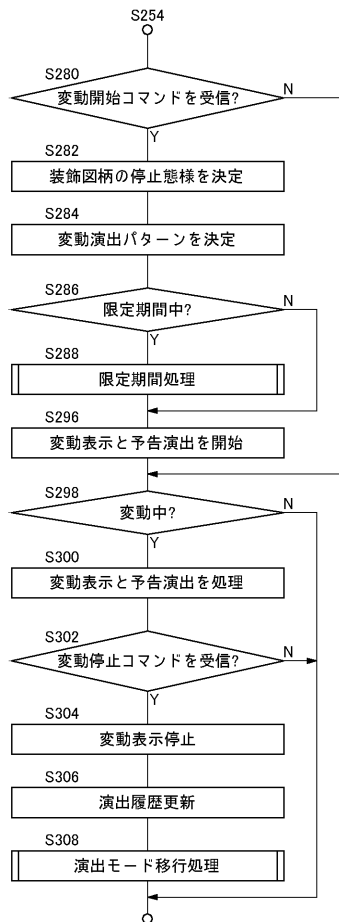 S254
S280
変動開始コマンドを受信?
N
Y
S282
装飾図柄の停止態様を決定
S284
変動演出パターンを決定
S286
限定期間中?
N
Y
S288
限定期間処理
S296
変動表示と予告演出を開始
S298
変動中?
N
Y
S300
変動表示と予告演出を処理
S302
変動停止コマンドを受信?
N
Y
S304
変動表示停止
S306
演出履歴更新
S308
演出モード移行処理